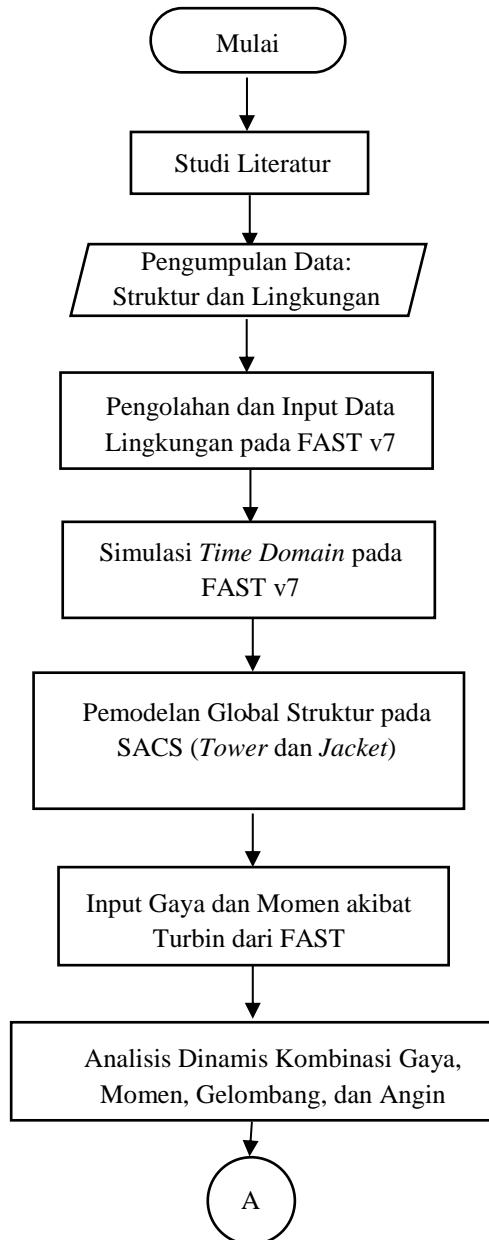 Mulai
Studi Literatur
Pengumpulan Data:
Struktur dan Lingkungan
Pengolahan dan Input Data
Lingkungan pada FAST v7
Simulasi Time Domain pada
FAST v7
Pemodelan Global Struktur pada
SACS (Tower dan Jacket)
Input Gaya dan Momen akibat
Turbin dari FAST
Analisis Dinamis Kombinasi Gaya,
Momen, Gelombang, dan Angin
A